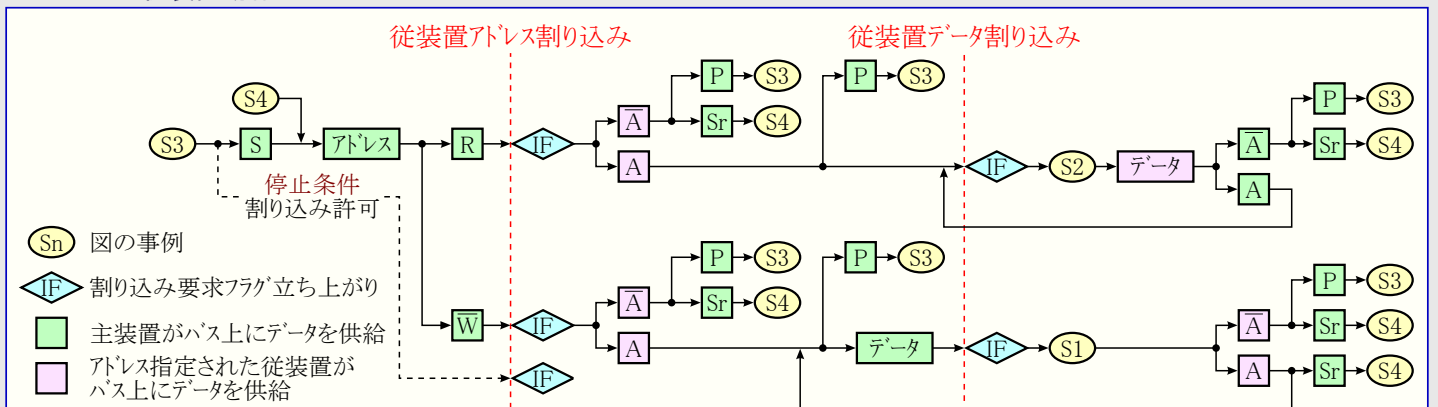 従装置アドレス割り込み
従装置データ割り込み
P S3
P S3
S4
A
Sr S4
P S3
A
Sr S4
S3 S アドレス R IF
A
IF S2 データ
A
停止条件
割り込み許可
Sn 図の事例
P S3
P S3
IF 割り込み要求フラグ立ち上がり
A
Sr S4
P S3
主装置がバス上にデータを供給
W IF
A
データ IF S1
A
Sr S4
アドレス指定された従装置が
バス上にデータを供給
IF
A
Sr S4